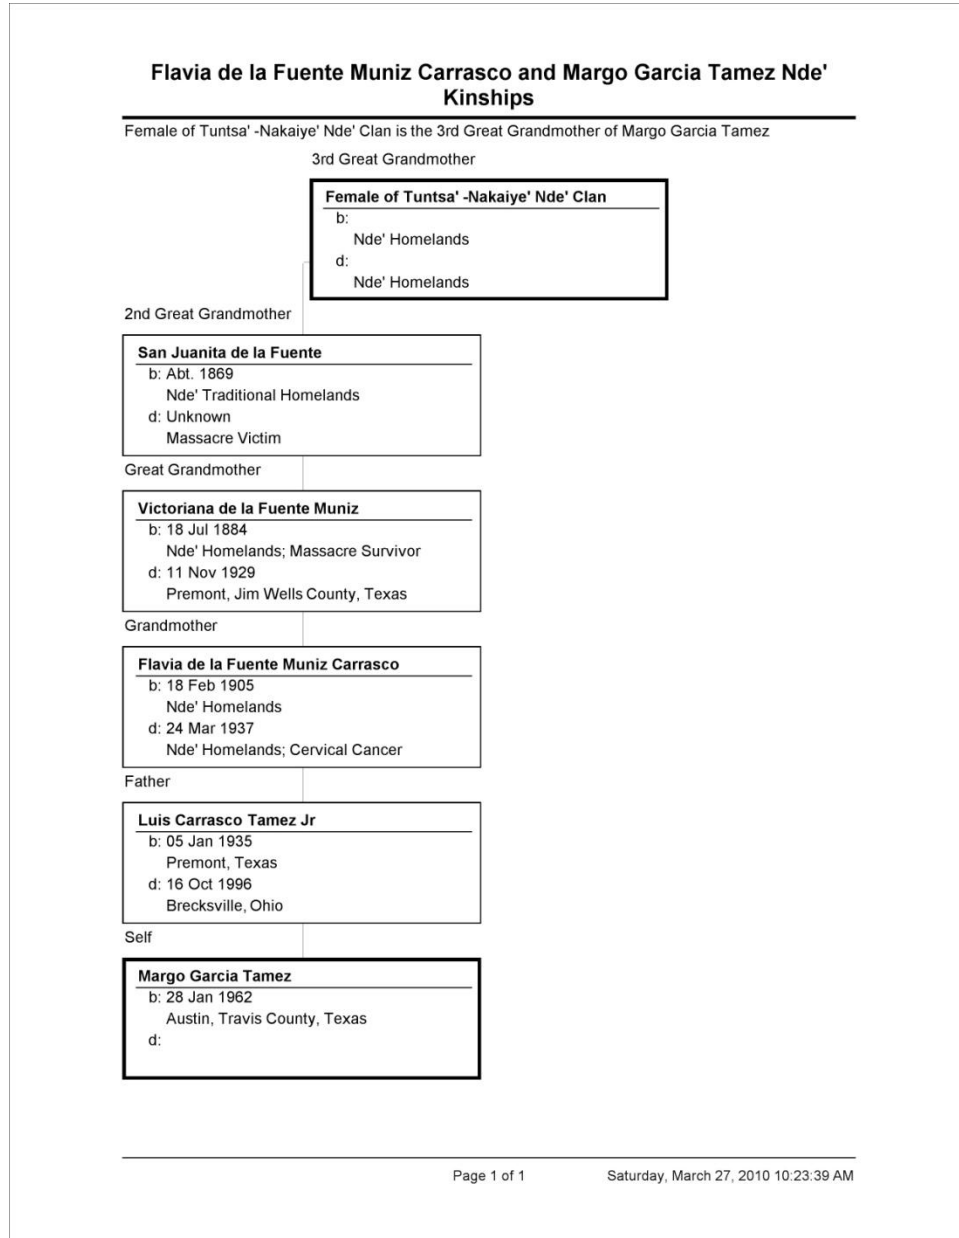 Flavia de la Fuente Muniz Carrasco and Margo Garcia Tamez Nde'
Kinships
Female of Tuntsa' -Nakaiye' Nde' Clan is the 3rd Great Grandmother of Margo Garcia Tamez
3rd Great Grandmother
Female of Tuntsa' -Nakaiye' Nde' Clan
b:
Nde' Homelands
d:
Nde' Homelands
2nd Great Grandmother
San Juanita de la Fuente
b: Abt. 1869
Nde' Traditional Homelands
d: Unknown
Massacre Victim
Great Grandmother
Victoriana de la Fuente Muniz
b: 18 Jul 1884
Nde' Homelands; Massacre Survivor
d: 11 Nov 1929
Premont, Jim Wells County, Texas
Grandmother
Flavia de la Fuente Muniz Carrasco
b: 18 Feb 1905
Nde' Homelands
d: 24 Mar 1937
Nde' Homelands; Cervical Cancer
Father
Luis Carrasco Tamez Jr
b: 05 Jan 1935
Premont, Texas
d: 16 Oct 1996
Brecksville, Ohio
Self
Margo Garcia Tamez
b: 28 Jan 1962
Austin, Travis County, Texas
d:
Page 1 of 1 Saturday, March 27, 2010 10:23:39 AM